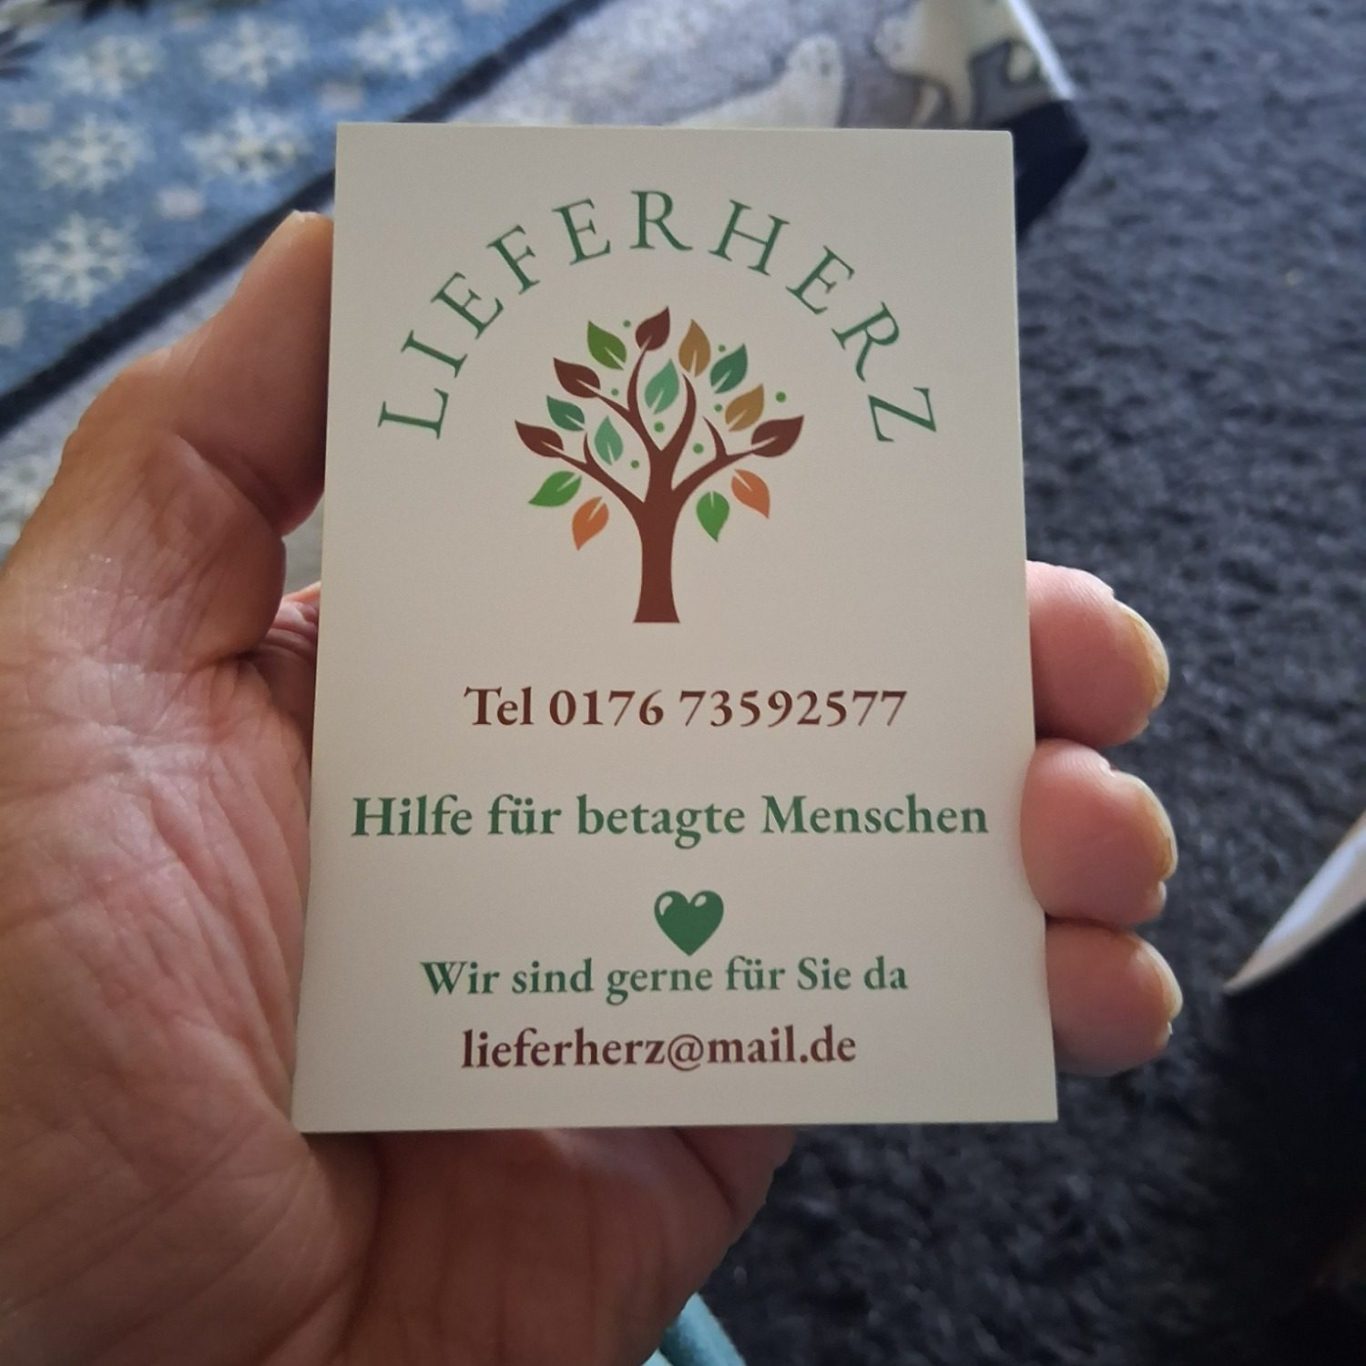 LIEFERHERZ
Tel 0176 73592577
Hilfe für betagte Menschen
Wir sind gerne für Sie da
lieferherz@mail.de